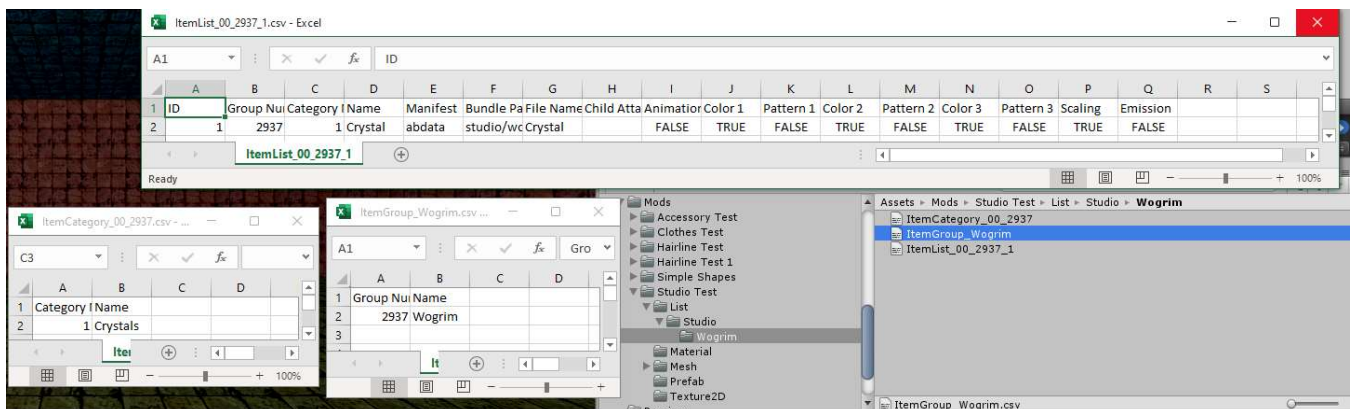 ItemList_00_2937_1.csv - Excel
A1 fx ID
A B C D E F G H I J K L M N O P Q R S
1 ID Group Nu Category I Name Manifest Bundle Pa File Name Child Atta Animation Color 1 Pattern 1 Color 2 Pattern 2 Color 3 Pattern 3 Scaling Emission
2 1 2937 1 Crystal abdata studio/wo Crystal FALSE TRUE FALSE TRUE FALSE TRUE FALSE TRUE FALSE
ItemList_00_2937_1
Ready 100%
ItemCategory_00_2937.csv - ...
C3 fx
A B C D
1 Category I Name
2 1 Crystals
Iter
100%
ItemGroup_Wogrim.csv ...
A1 fx Gro
A B C D
1 Group Nu Name
2 2937 Wogrim
3
It
Mods
Accessory Test
Clothes Test
Hairline Test
Hairline Test 1
Simple Shapes
Studio Test
List
Studio
Wogrim
Material
Mesh
Prefab
Texture2D
Assets Mods Studio Test List Studio Wogrim
ItemCategory_00_2937
ItemGroup_Wogrim
ItemList_00_2937_1
ItemGroup_Wogrim.csv